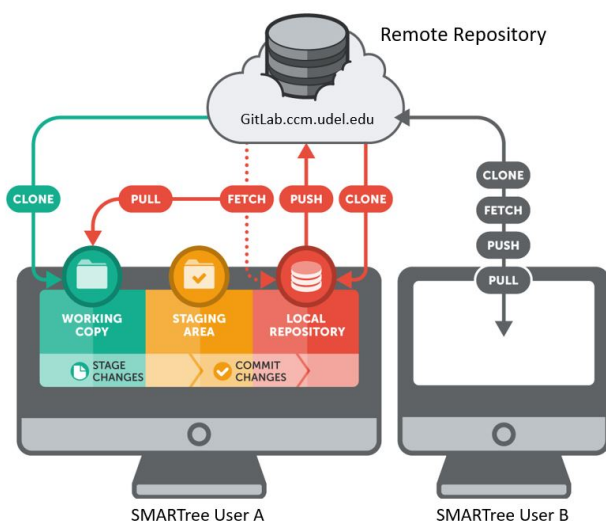 Remote Repository
GitLab.ccm.udel.edu
CLONE
PULL
FETCH
PUSH
CLONE
CLONE
FETCH
PUSH
PULL
WORKING
COPY
STAGING
AREA
LOCAL
REPOSITORY
STAGE
CHANGES
COMMIT
CHANGES
SMARTree User A
SMARTree User B